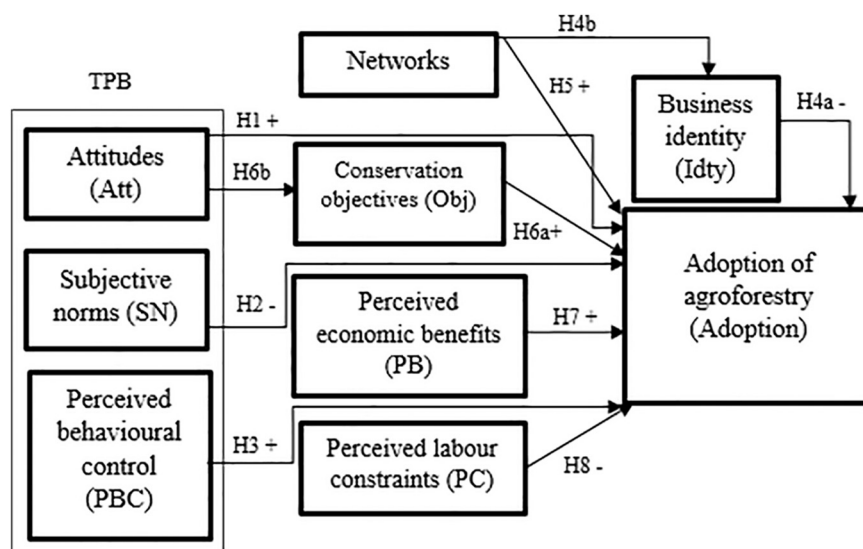 Networks
H4b
TPB
H5 +
Business
identity
(Idty)
H4a -
H1 +
Attitudes
(Att)
H6b
Conservation
objectives (Obj)
H6a+
Subjective
norms (SN)
H2 -
Perceived
economic benefits
(PB)
H7 +
Adoption of
agroforestry
(Adoption)
Perceived
behavioural
control
(PBC)
H3 +
Perceived labour
constraints (PC)
H8 -